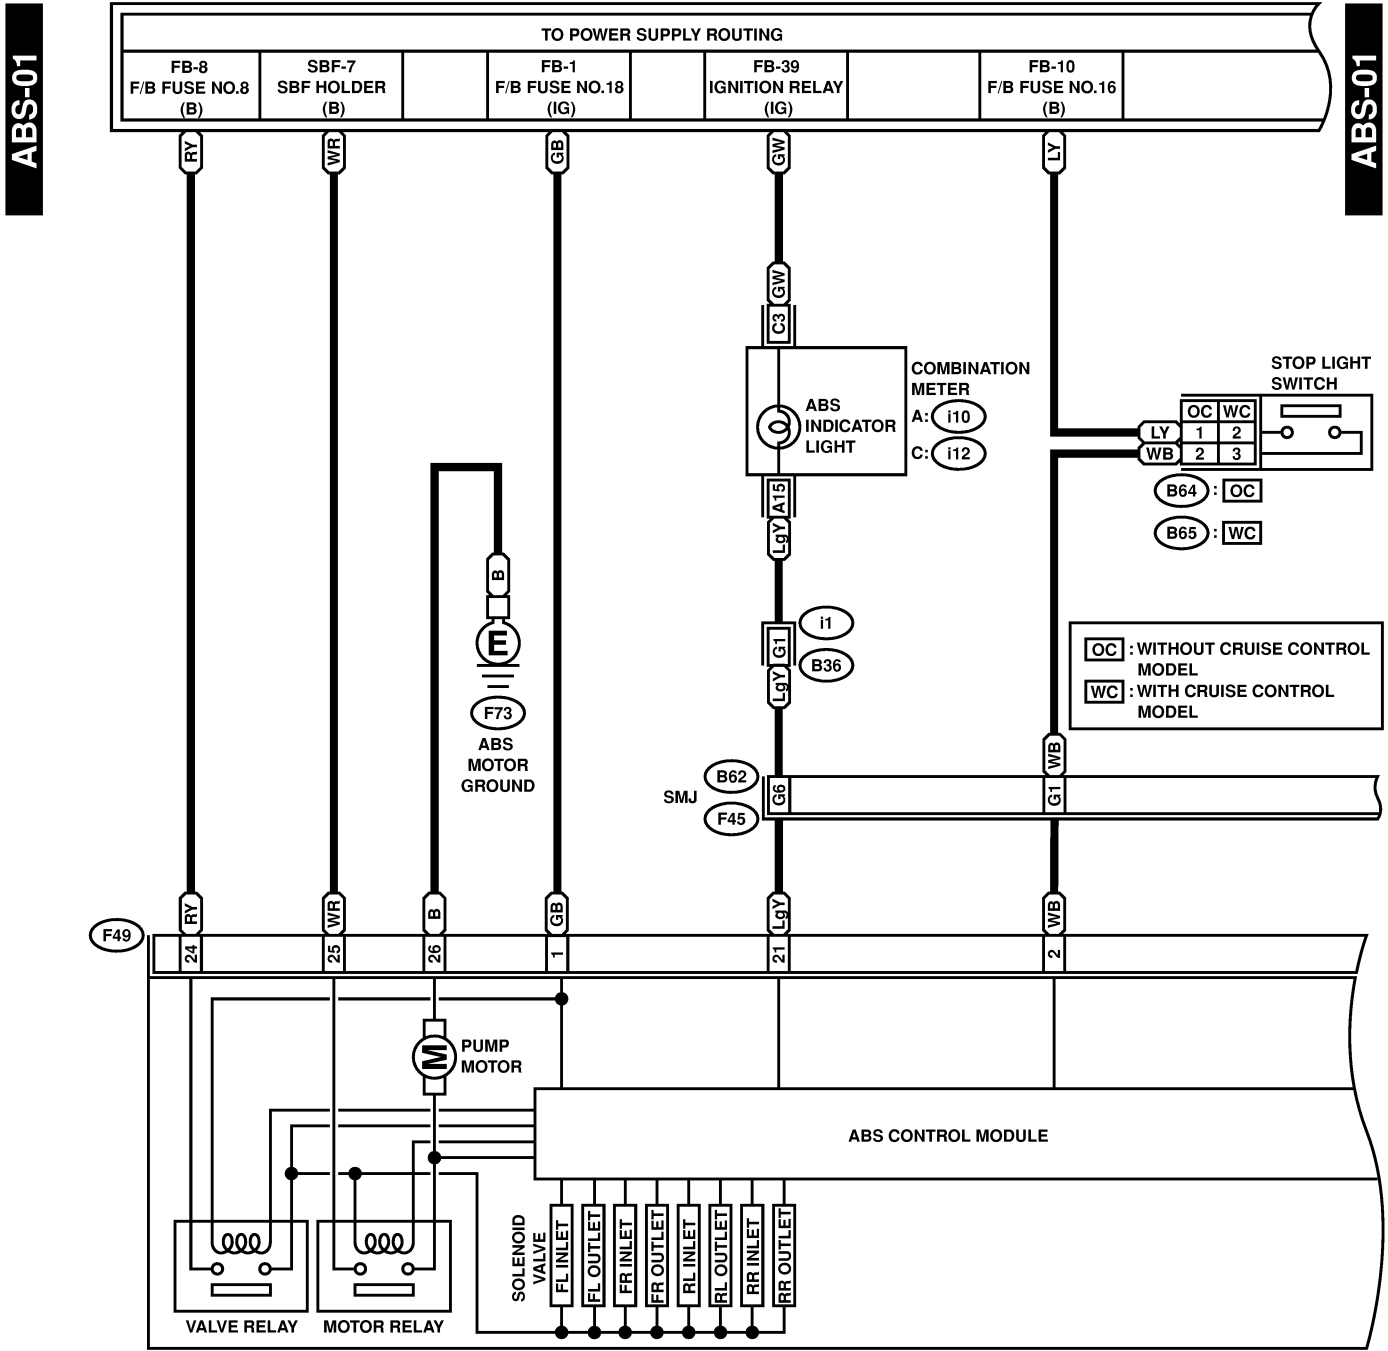 ABS-01
ABS-01
TO POWER SUPPLY ROUTING
FB-8
F/B FUSE NO.8
(B)
SBF-7
SBF HOLDER
(B)
FB-1
F/B FUSE NO.18
(IG)
FB-39
IGNITION RELAY
(IG)
FB-10
F/B FUSE NO.16
(B)
RY
WR
GB
GW
LY
GW
C3
COMBINATION
METER
A: i10
C: i12
ABS
INDICATOR
LIGHT
A15
LgY
STOP LIGHT
SWITCH
OC WC
LY 1 2
WB 2 3
B64 : OC
B65 : WC
B
E
F73
ABS
MOTOR
GROUND
i1
G1
B36
LgY
OC : WITHOUT CRUISE CONTROL
MODEL
WC : WITH CRUISE CONTROL
MODEL
WB
B62
SMJ
F45
G6
G1
RY
WR
B
GB
LgY
WB
F49
24
25
26
1
21
2
M
PUMP
MOTOR
ABS CONTROL MODULE
SOLENOID
VALVE
FL INLET
FL OUTLET
FR INLET
FR OUTLET
RL INLET
RL OUTLET
RR INLET
RR OUTLET
VALVE RELAY
MOTOR RELAY